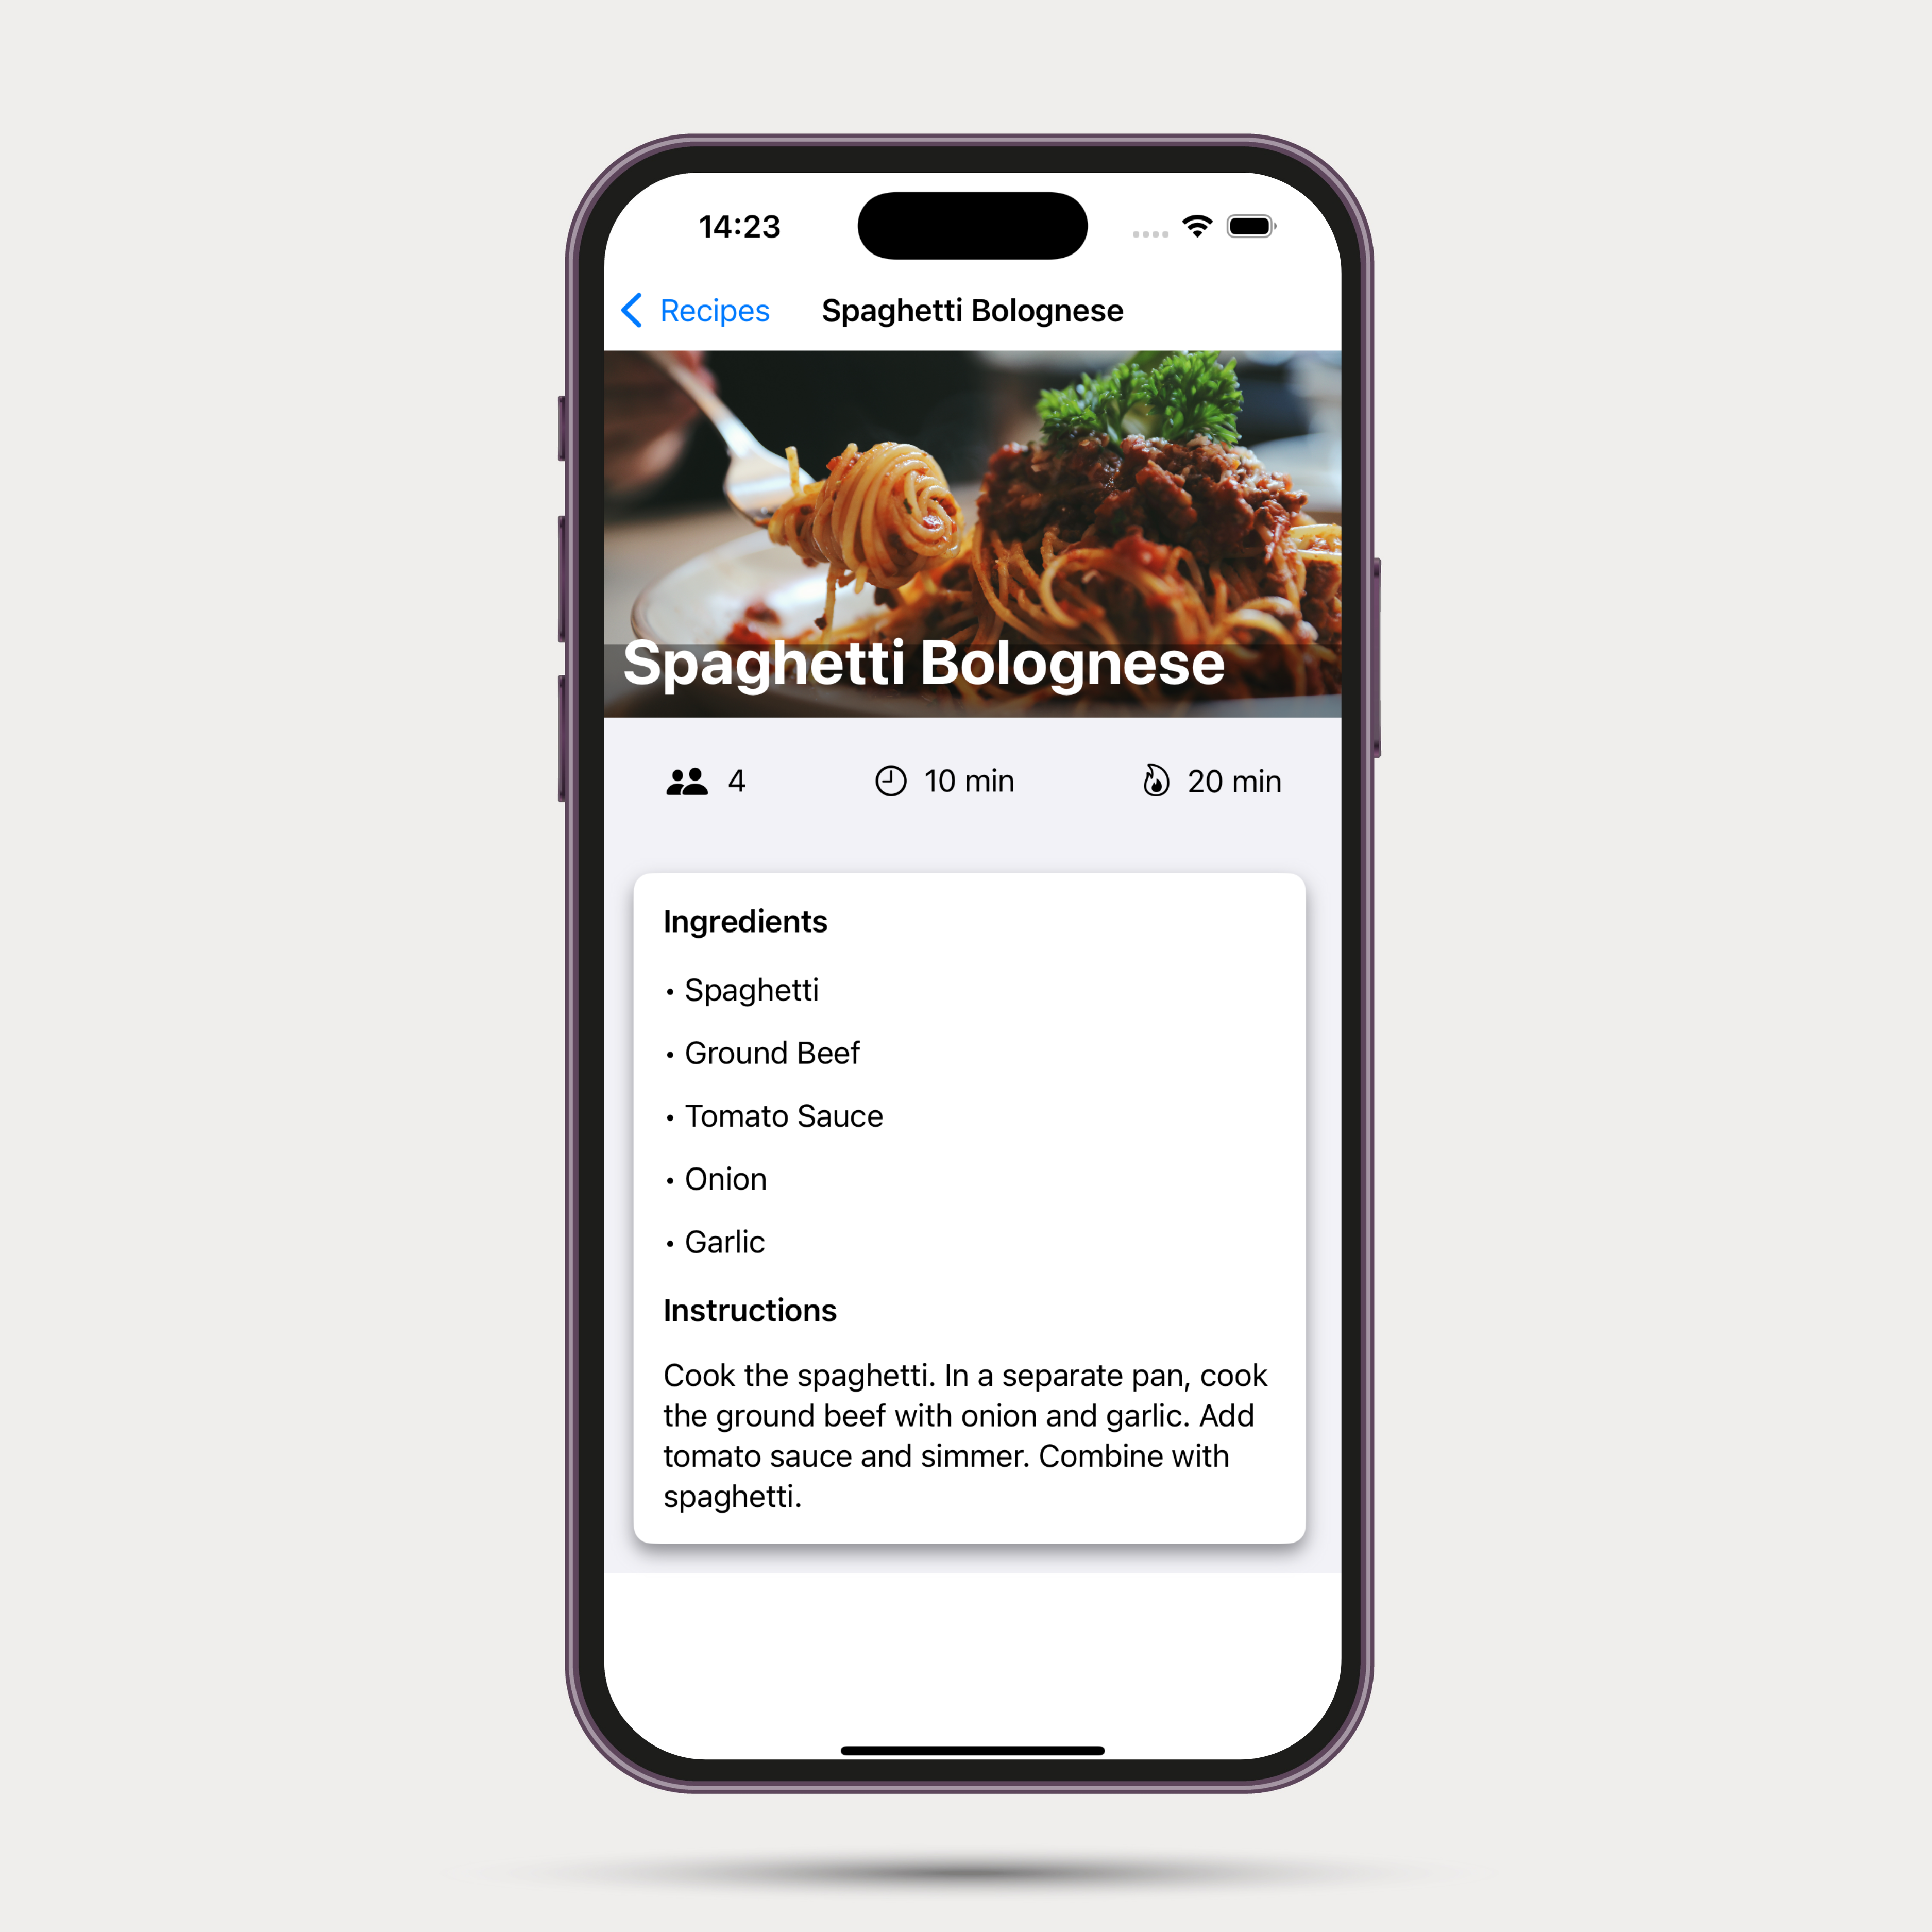 14:23
Recipes
Spaghetti Bolognese
Spaghetti Bolognese
4
10 min
20 min
Ingredients
• Spaghetti
• Ground Beef
• Tomato Sauce
• Onion
• Garlic
Instructions
Cook the spaghetti. In a separate pan, cook
the ground beef with onion and garlic. Add
tomato sauce and simmer. Combine with
spaghetti.